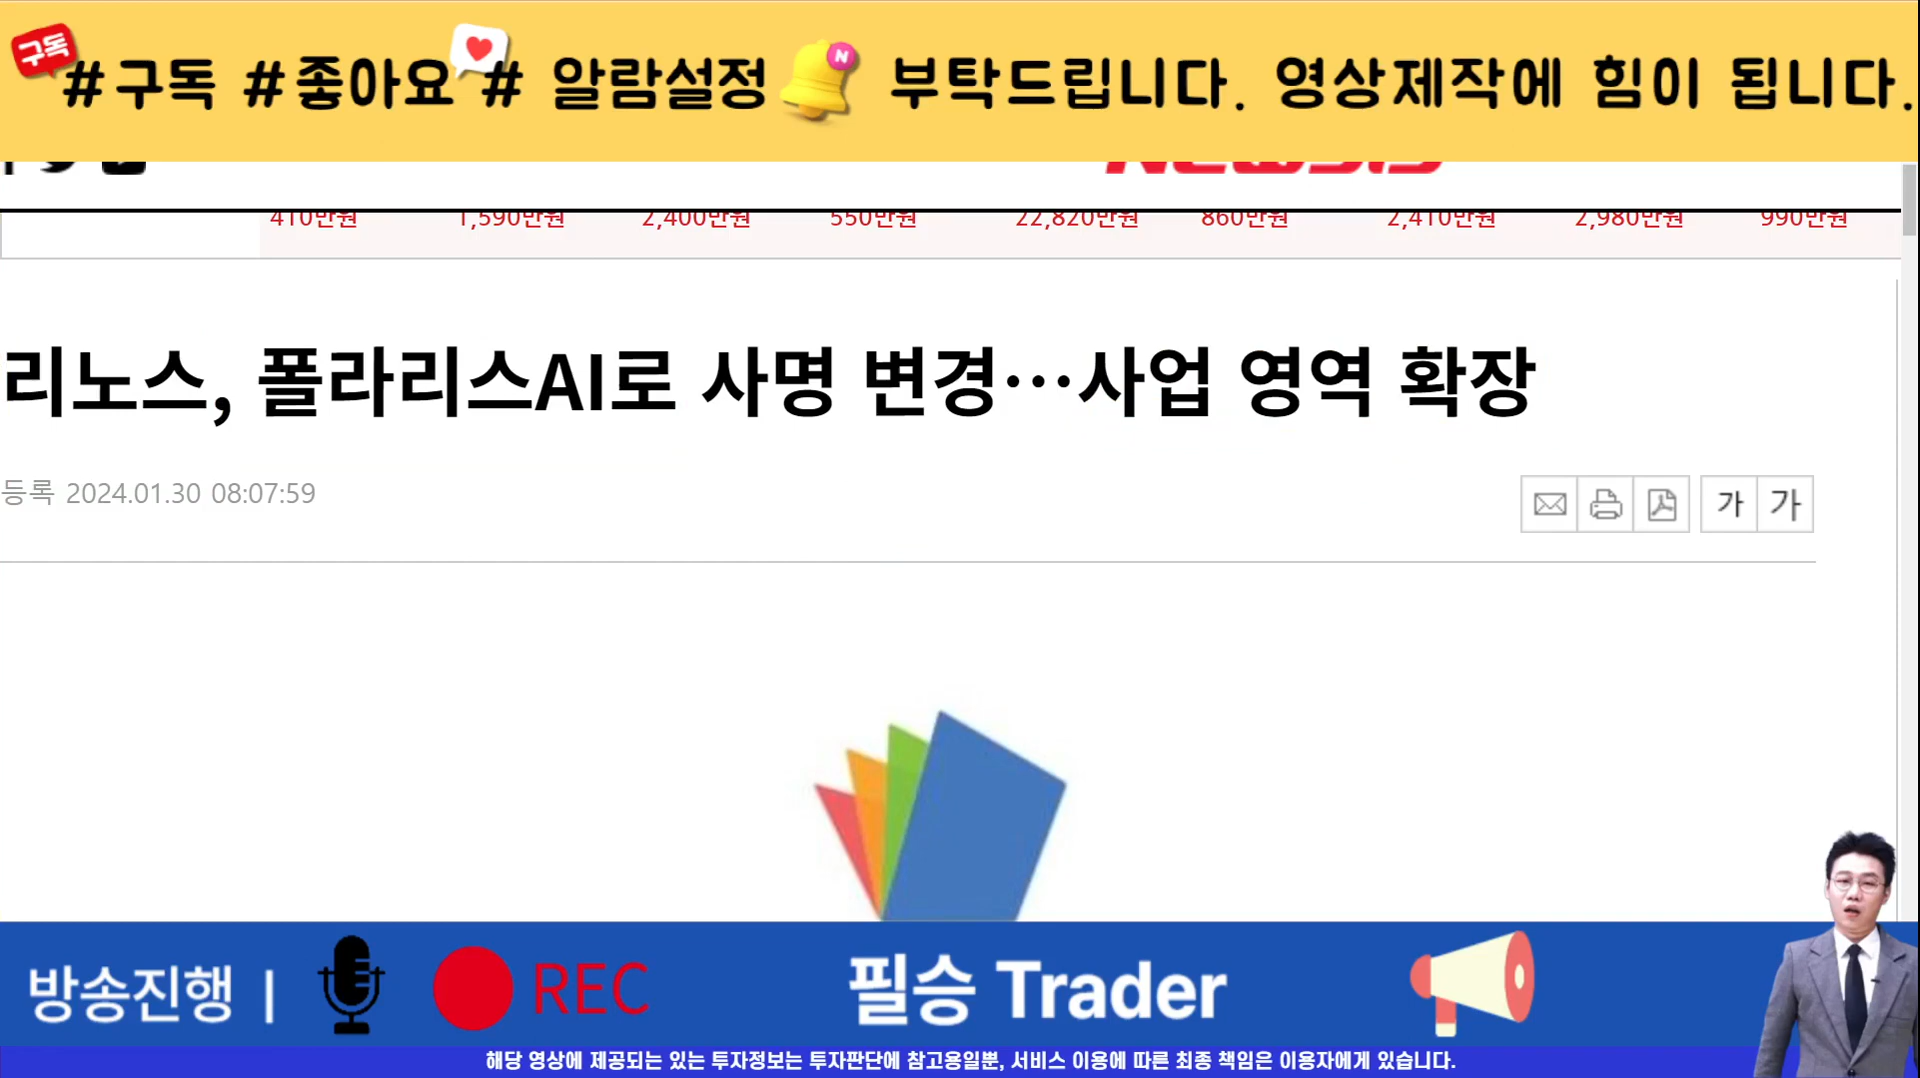 구독
#구독 #좋아요 # 알람설정 N 부탁드립니다. 영상제작에 힘이 됩니다.
410만원 1,590만원 2,400만원 550만원 22,820만원 860만원 2,410만원 2,980만원 990만원
리노스, 폴라리스AI로 사명 변경…사업 영역 확장
등록 2024.01.30 08:07:59
가 가
방송진행 | REC 필승 Trader
해당 영상에 제공되는 있는 투자정보는 투자판단에 참고용일뿐, 서비스 이용에 따른 최종 책임은 이용자에게 있습니다.